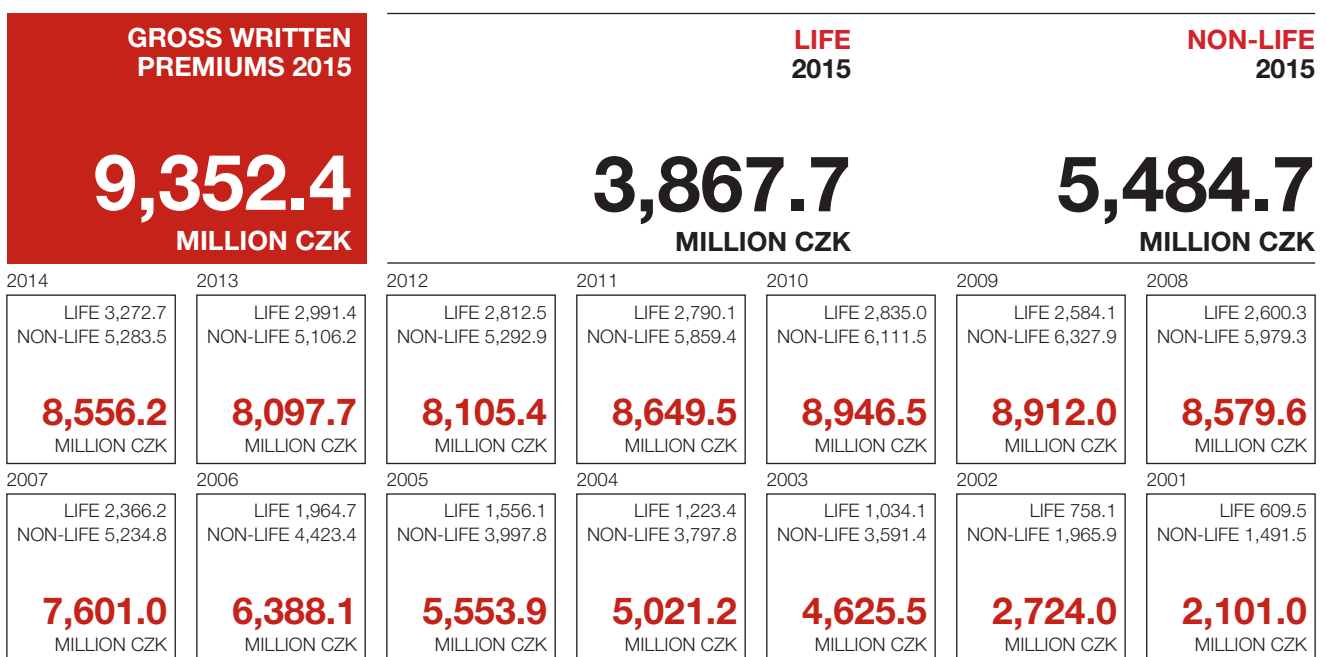 GROSS WRITTEN
PREMIUMS 2015
9,352.4
MILLION CZK
LIFE
2015
3,867.7
MILLION CZK
NON-LIFE
2015
5,484.7
MILLION CZK
2014
LIFE 3,272.7
NON-LIFE 5,283.5
8,556.2
MILLION CZK
2013
LIFE 2,991.4
NON-LIFE 5,106.2
8,097.7
MILLION CZK
2012
LIFE 2,812.5
NON-LIFE 5,292.9
8,105.4
MILLION CZK
2011
LIFE 2,790.1
NON-LIFE 5,859.4
8,649.5
MILLION CZK
2010
LIFE 2,835.0
NON-LIFE 6,111.5
8,946.5
MILLION CZK
2009
LIFE 2,584.1
NON-LIFE 6,327.9
8,912.0
MILLION CZK
2008
LIFE 2,600.3
NON-LIFE 5,979.3
8,579.6
MILLION CZK
2007
LIFE 2,366.2
NON-LIFE 5,234.8
7,601.0
MILLION CZK
2006
LIFE 1,964.7
NON-LIFE 4,423.4
6,388.1
MILLION CZK
2005
LIFE 1,556.1
NON-LIFE 3,997.8
5,553.9
MILLION CZK
2004
LIFE 1,223.4
NON-LIFE 3,797.8
5,021.2
MILLION CZK
2003
LIFE 1,034.1
NON-LIFE 3,591.4
4,625.5
MILLION CZK
2002
LIFE 758.1
NON-LIFE 1,965.9
2,724.0
MILLION CZK
2001
LIFE 609.5
NON-LIFE 1,491.5
2,101.0
MILLION CZK